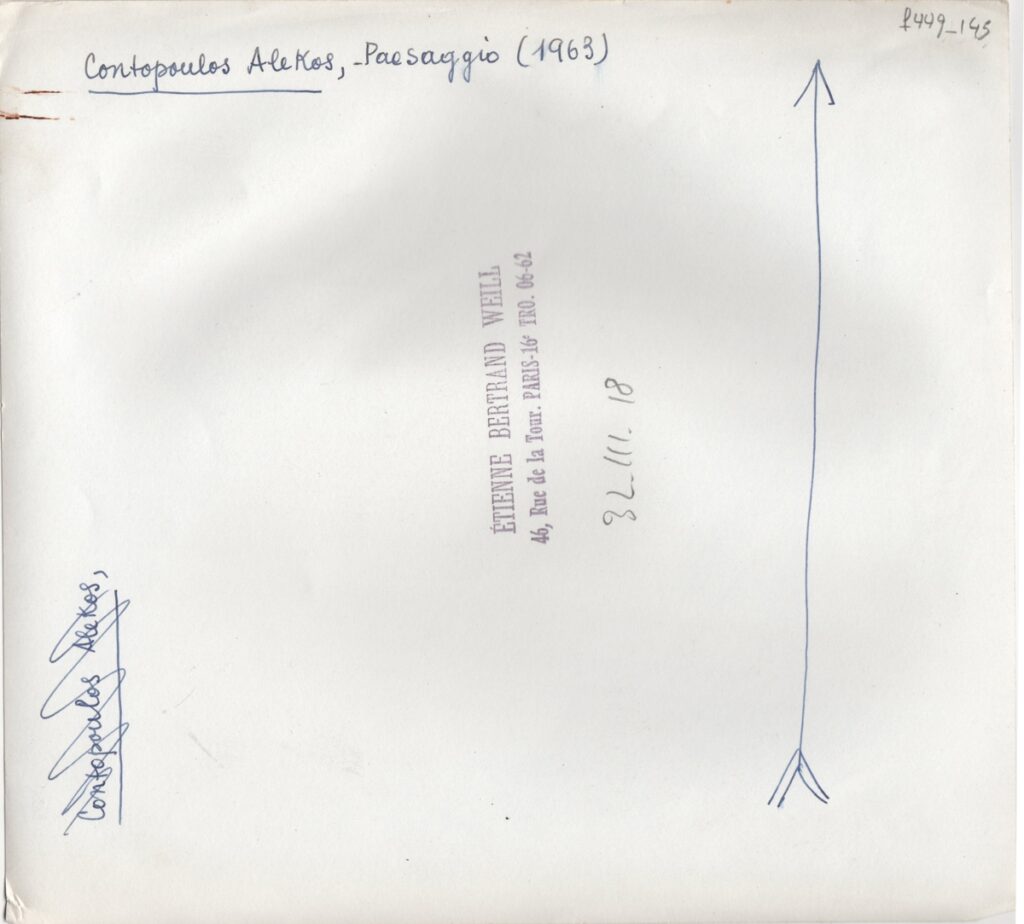 f449_145
Contopoulos Alekos, - Paesaggio (1963)
ÉTIENNE BERTRAND WEILL
46, Rue de la Tour. PARIS-16e TRO. 06-62
32-III. 18
Contopoulos Alekos,